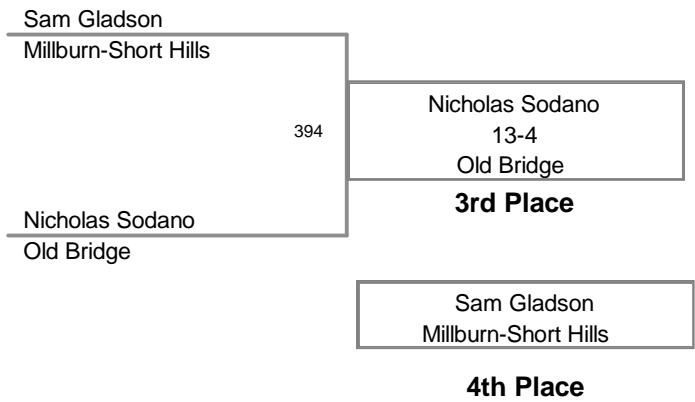 Sam Gladson
Millburn-Short Hills
394
Nicholas Sodano
13-4
Old Bridge
3rd Place
Nicholas Sodano
Old Bridge
Sam Gladson
Millburn-Short Hills
4th Place